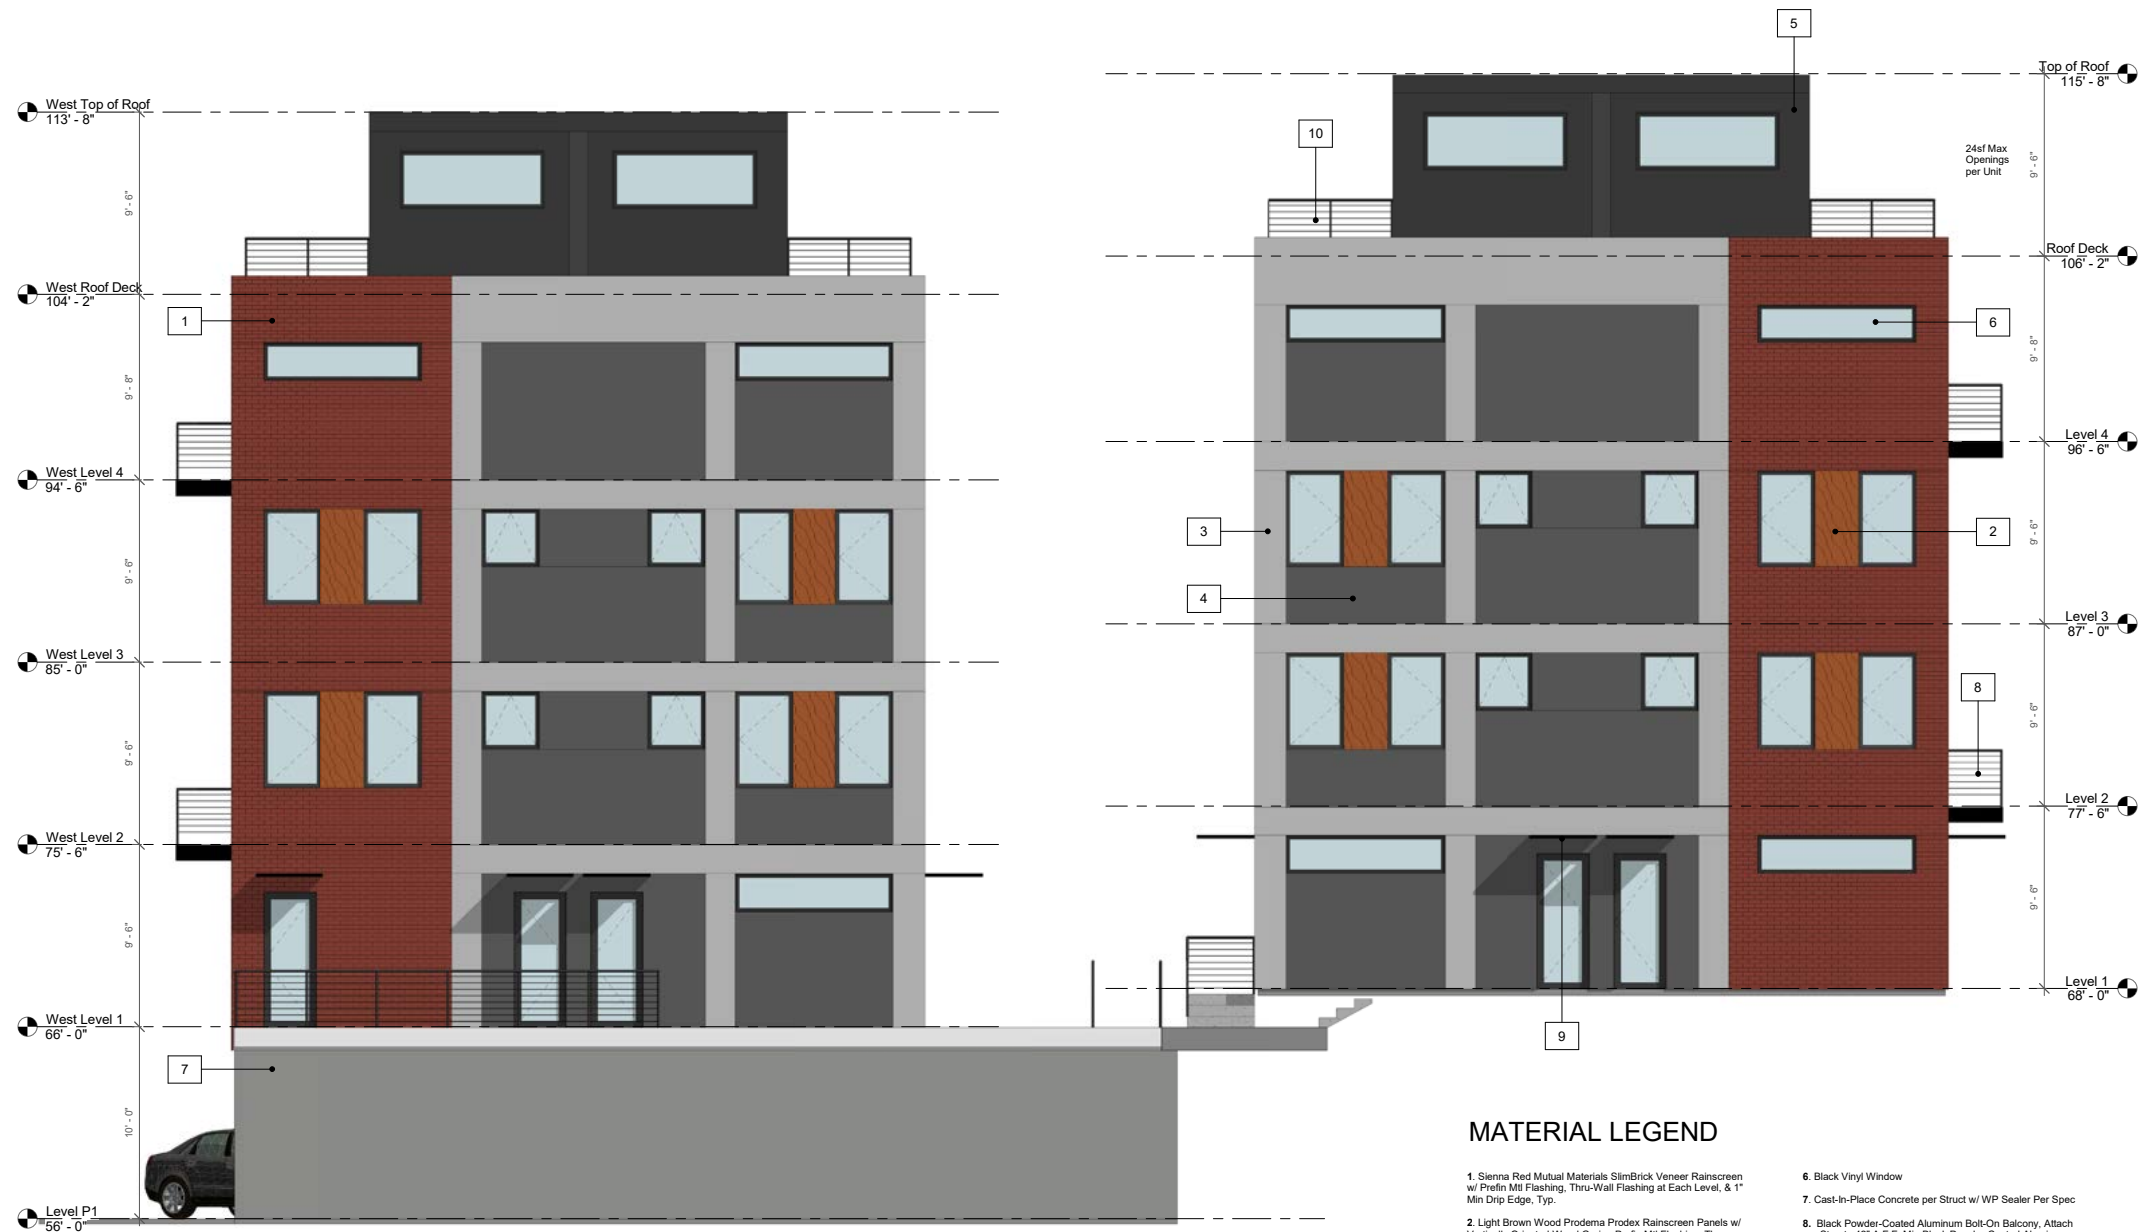 West Top of Roof
113' - 8"
9' - 6"
West Roof Deck
104' - 2"
1
9' - 8"
West Level 4
94' - 6"
9' - 6"
West Level 3
85' - 0"
9' - 6"
West Level 2
75' - 6"
9' - 6"
West Level 1
66' - 0"
7
10' - 0"
Level P1
56' - 0"
5
Top of Roof
115' - 8"
10
24sf Max
Openings
per Unit
9' - 6"
Roof Deck
106' - 2"
6
9' - 8"
Level 4
96' - 6"
3
2
9' - 6"
4
Level 3
87' - 0"
8
9' - 6"
Level 2
77' - 6"
9' - 6"
Level 1
68' - 0"
9
MATERIAL LEGEND
1. Sienna Red Mutual Materials SlimBrick Veneer Rainscreen
w/ Prefin Mtl Flashing, Thru-Wall Flashing at Each Level, & 1"
Min Drip Edge, Typ.
2. Light Brown Wood Prodema Prodex Rainscreen Panels w/
6. Black Vinyl Window
7. Cast-In-Place Concrete per Struct w/ WP Sealer Per Spec
8. Black Powder-Coated Aluminum Bolt-On Balcony, Attach